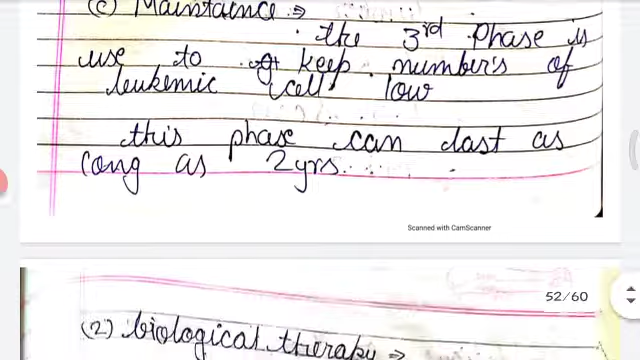 (c) Maintaince ⇒
the 3rd Phase is
use to keep number's of
leukemic cell low
this phase can last as
long as 2yrs.
Scanned with CamScanner
52/60
(2) biological therapy ⇒